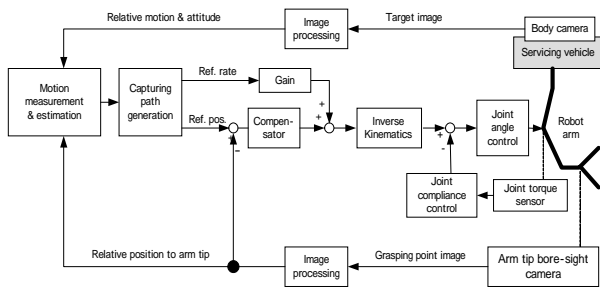 Relative motion & attitude
Image
processing
Target image
Body camera
Servicing vehicle
Motion
measurement
& estimation
Capturing
path
generation
Ref. rate
Gain
Ref. pos.
+
−
Compen-
sator
+
+
Inverse
Kinematics
+
-
Joint
angle
control
Robot
arm
Joint
compliance
control
Joint torque
sensor
Relative position to arm tip
Image
processing
Grasping point image
Arm tip bore-sight
camera